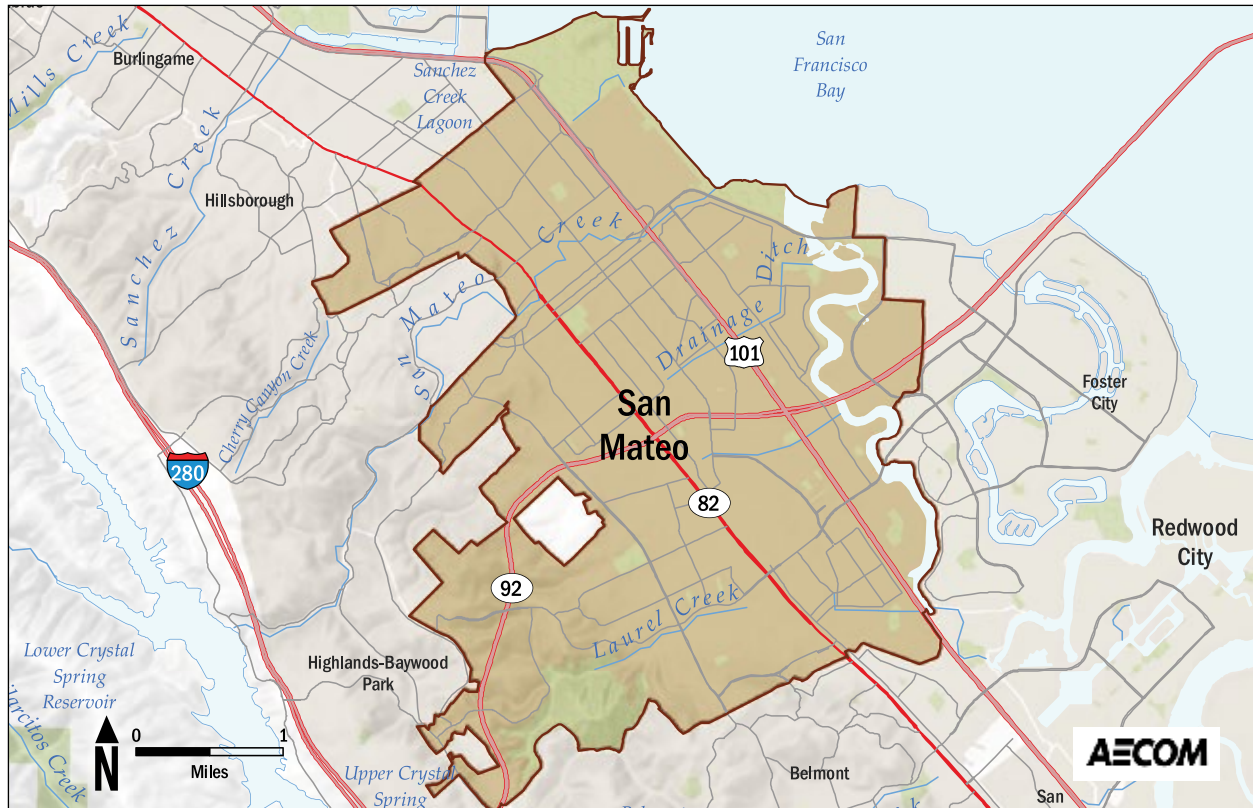 Mills Creek
Burlingame
San
Francisco
Bay
Sanchez
Creek
Lagoon
Sanchez Creek
Hillsborough
San Mateo Creek
Drainage Ditch
101
Cherry Canyon Creek
Foster
City
San
Mateo
280
82
Redwood
City
92
Laurel Creek
Lower Crystal
Spring
Reservoir
Highlands-Baywood
Park
N
0 1
Miles
Upper Crystal
Spring
Belmont
San
AECOM